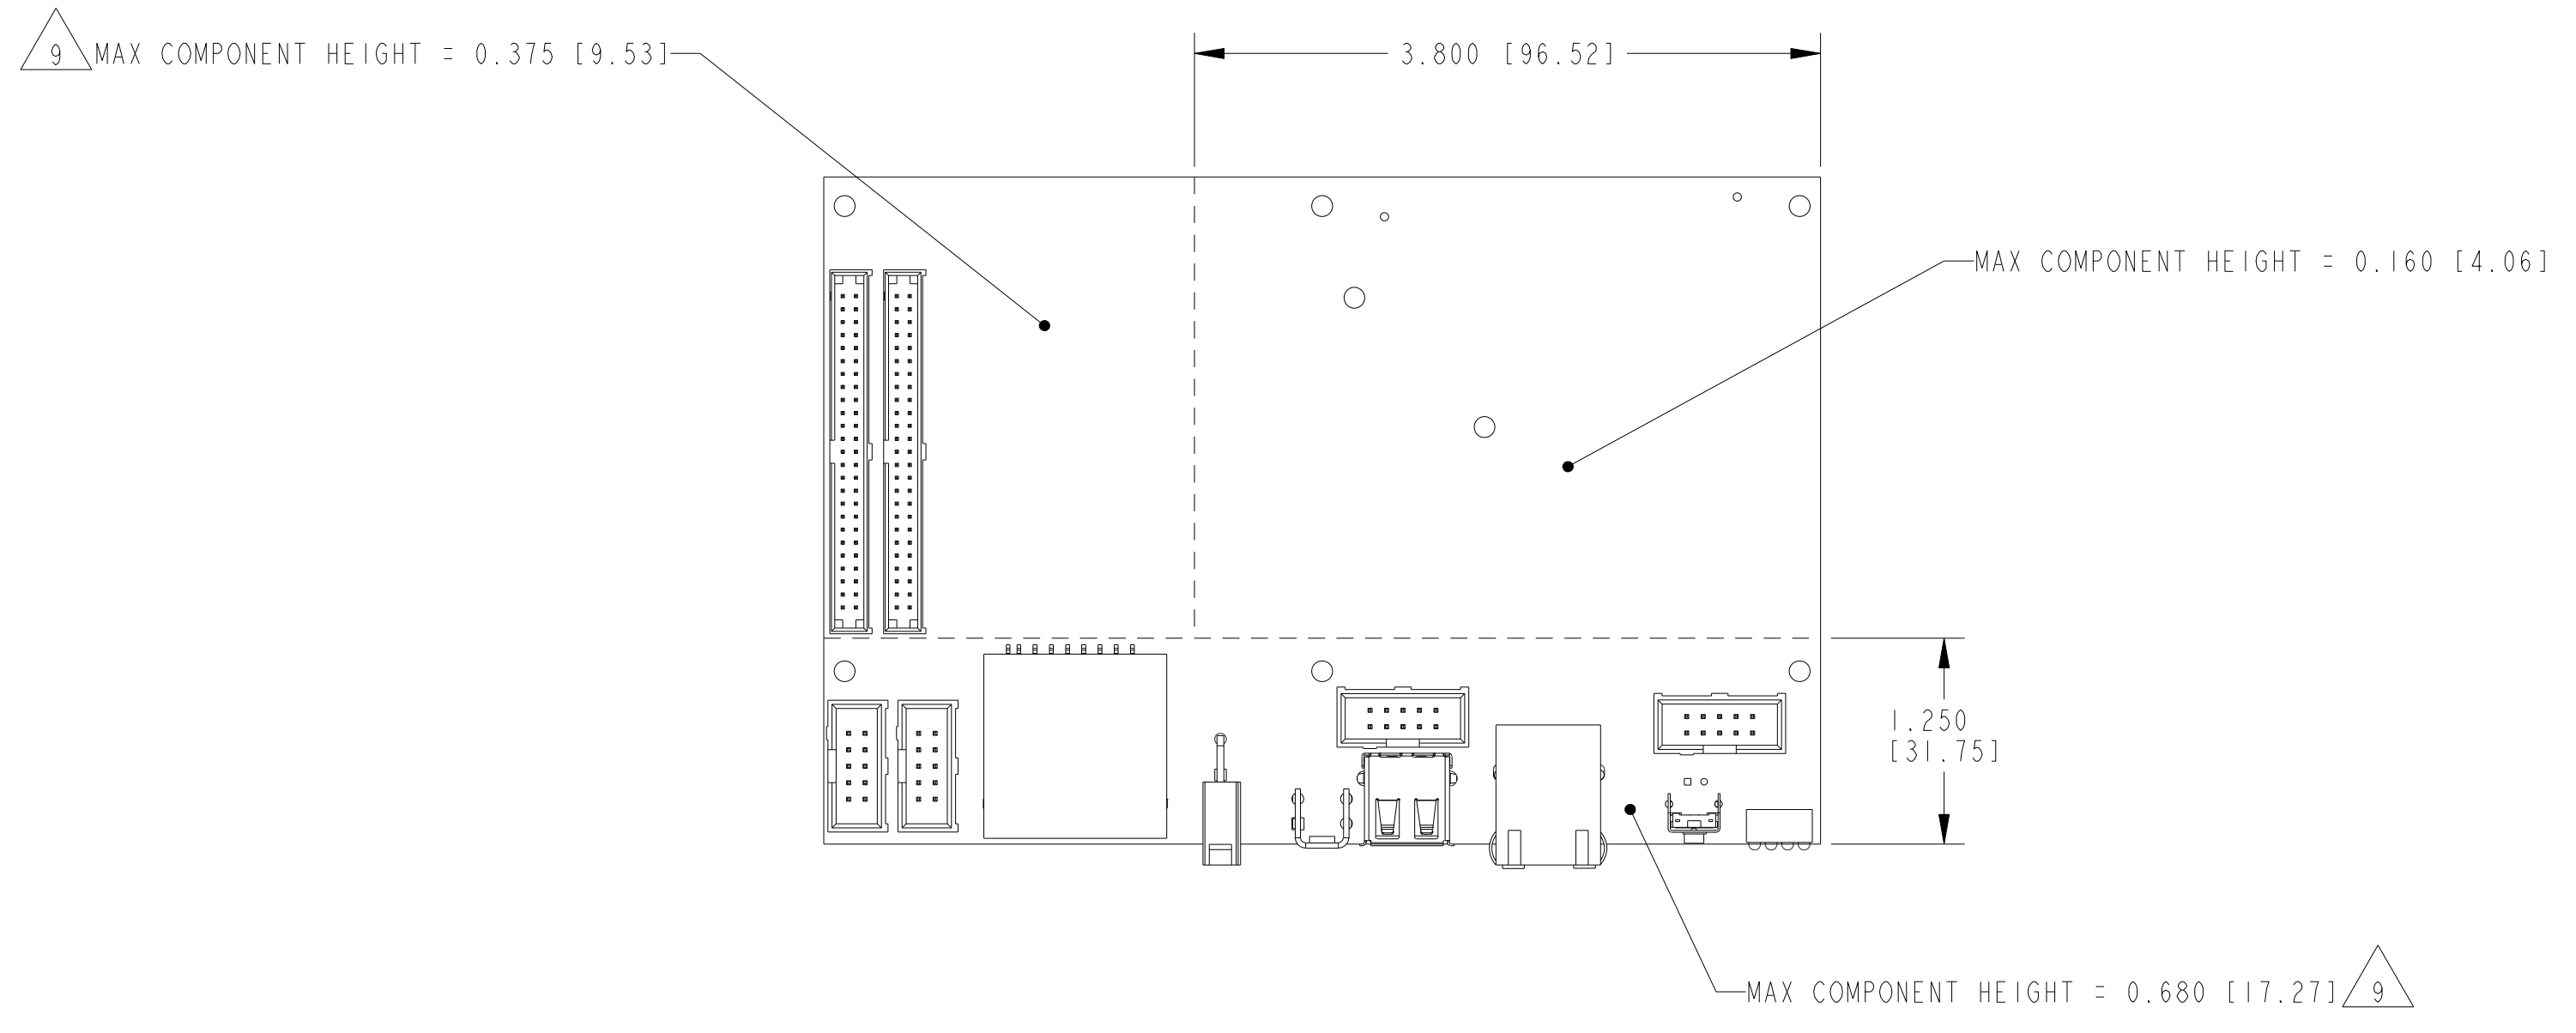 9 MAX COMPONENT HEIGHT = 0.375 [9.53]
3.800 [96.52]
MAX COMPONENT HEIGHT = 0.160 [4.06]
1.250
[31.75]
MAX COMPONENT HEIGHT = 0.680 [17.27] 9